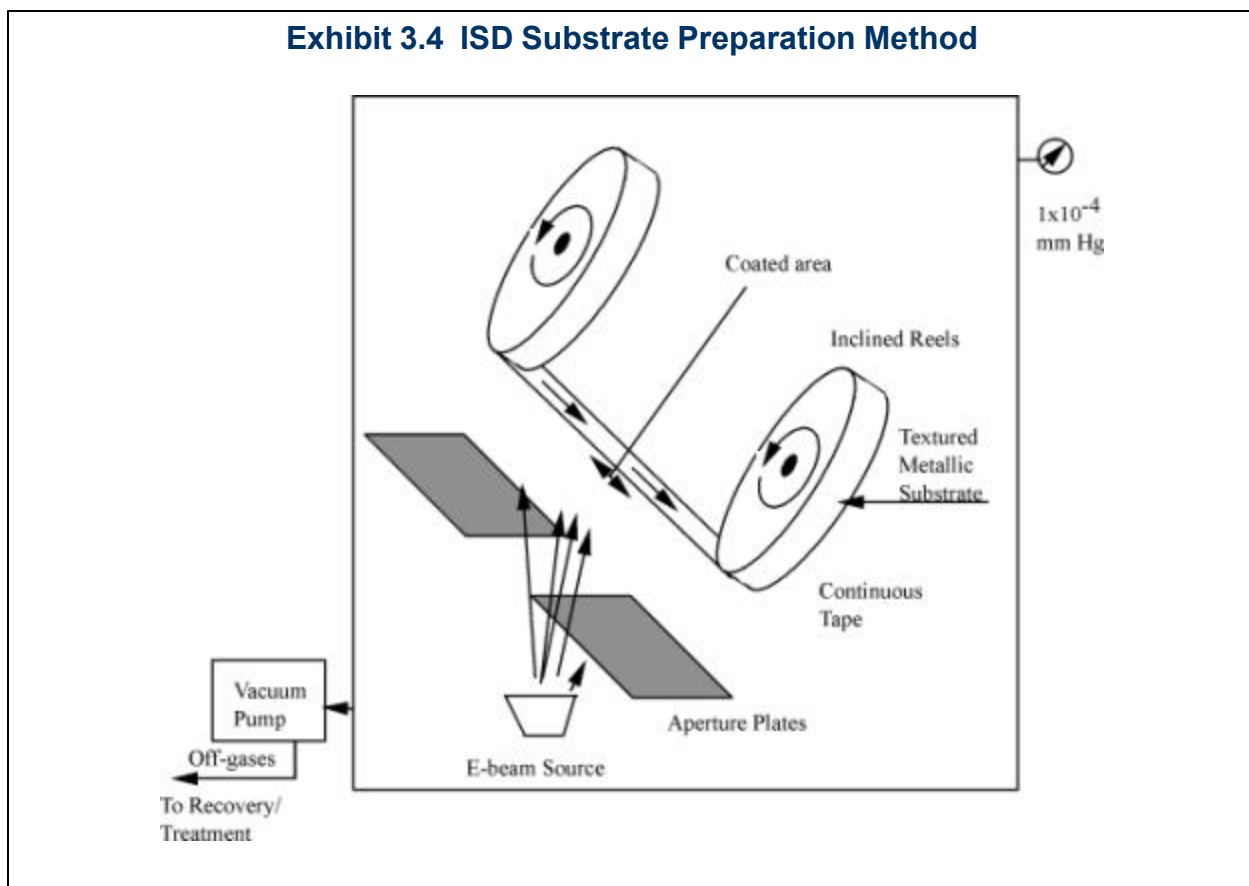 Exhibit 3.4 ISD Substrate Preparation Method
1x10-4
mm Hg
Coated area
Inclined Reels
Textured
Metallic
Substrate
Continuous
Tape
Vacuum
Pump
Aperture Plates
Off-gases
E-beam Source
To Recovery/
Treatment